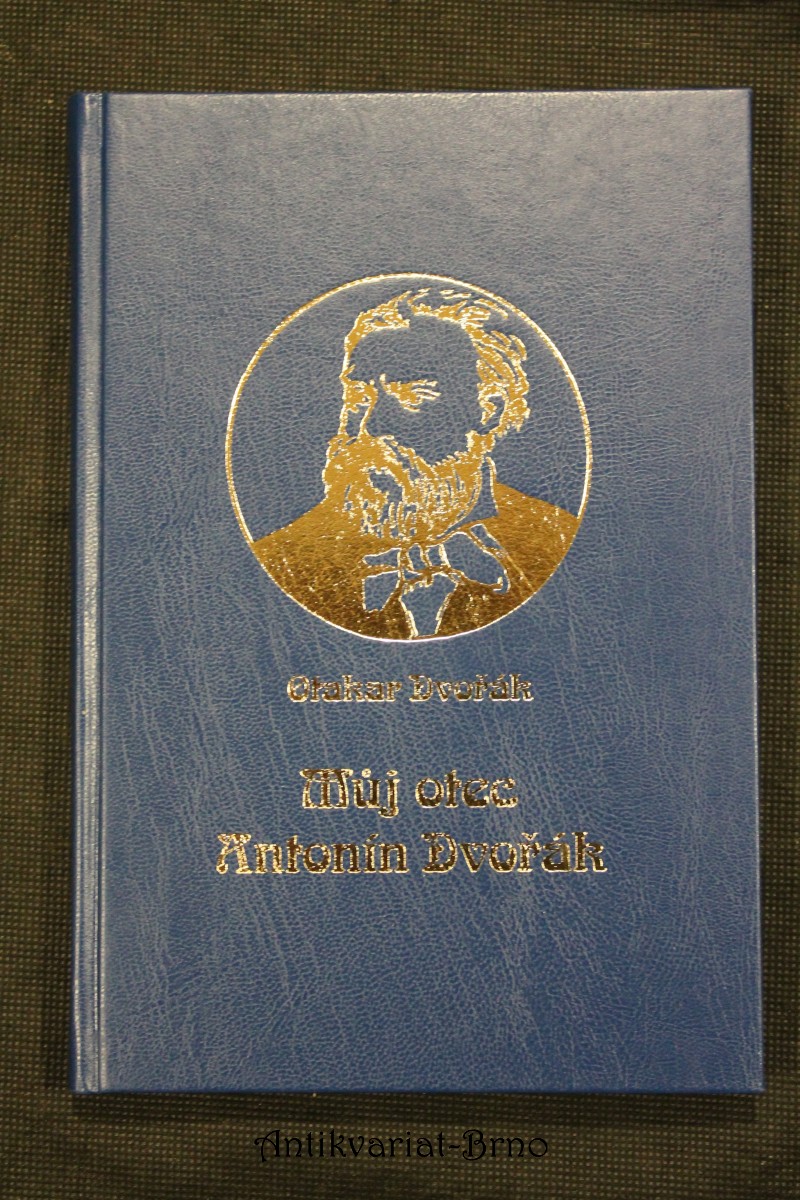 Otakar Dvořák
Můj otec
Antonín Dvořák
Antikvariat-Brno